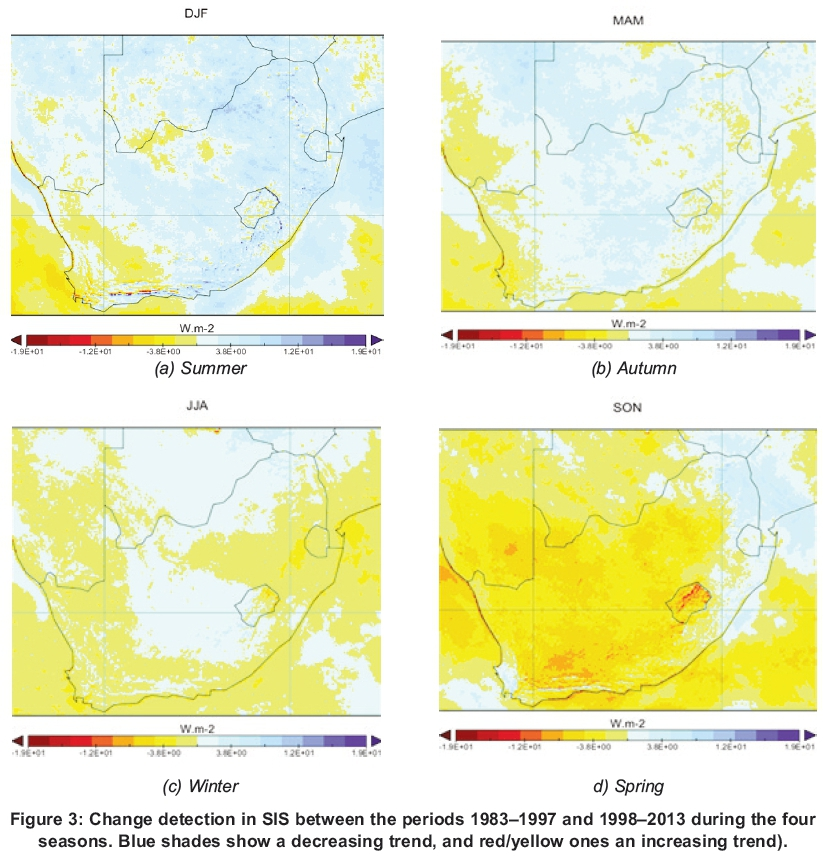 DJF
MAM
W.m-2
-1.9E+01 -1.2E+01 -3.8E+00 3.8E+00 1.2E+01 1.9E+01
(a) Summer
W.m-2
-1.9E+01 -1.2E+01 -3.8E+00 3.8E+00 1.2E+01 1.9E+01
(b) Autumn
JJA
SON
W.m-2
-1.9E+01 -1.2E+01 -3.8E+00 3.8E+00 1.2E+01 1.9E+01
(c) Winter
W.m-2
-1.9E+01 -1.2E+01 -3.8E+00 3.8E+00 1.2E+01 1.9E+01
d) Spring
Figure 3: Change detection in SIS between the periods 1983–1997 and 1998–2013 during the four
seasons. Blue shades show a decreasing trend, and red/yellow ones an increasing trend).